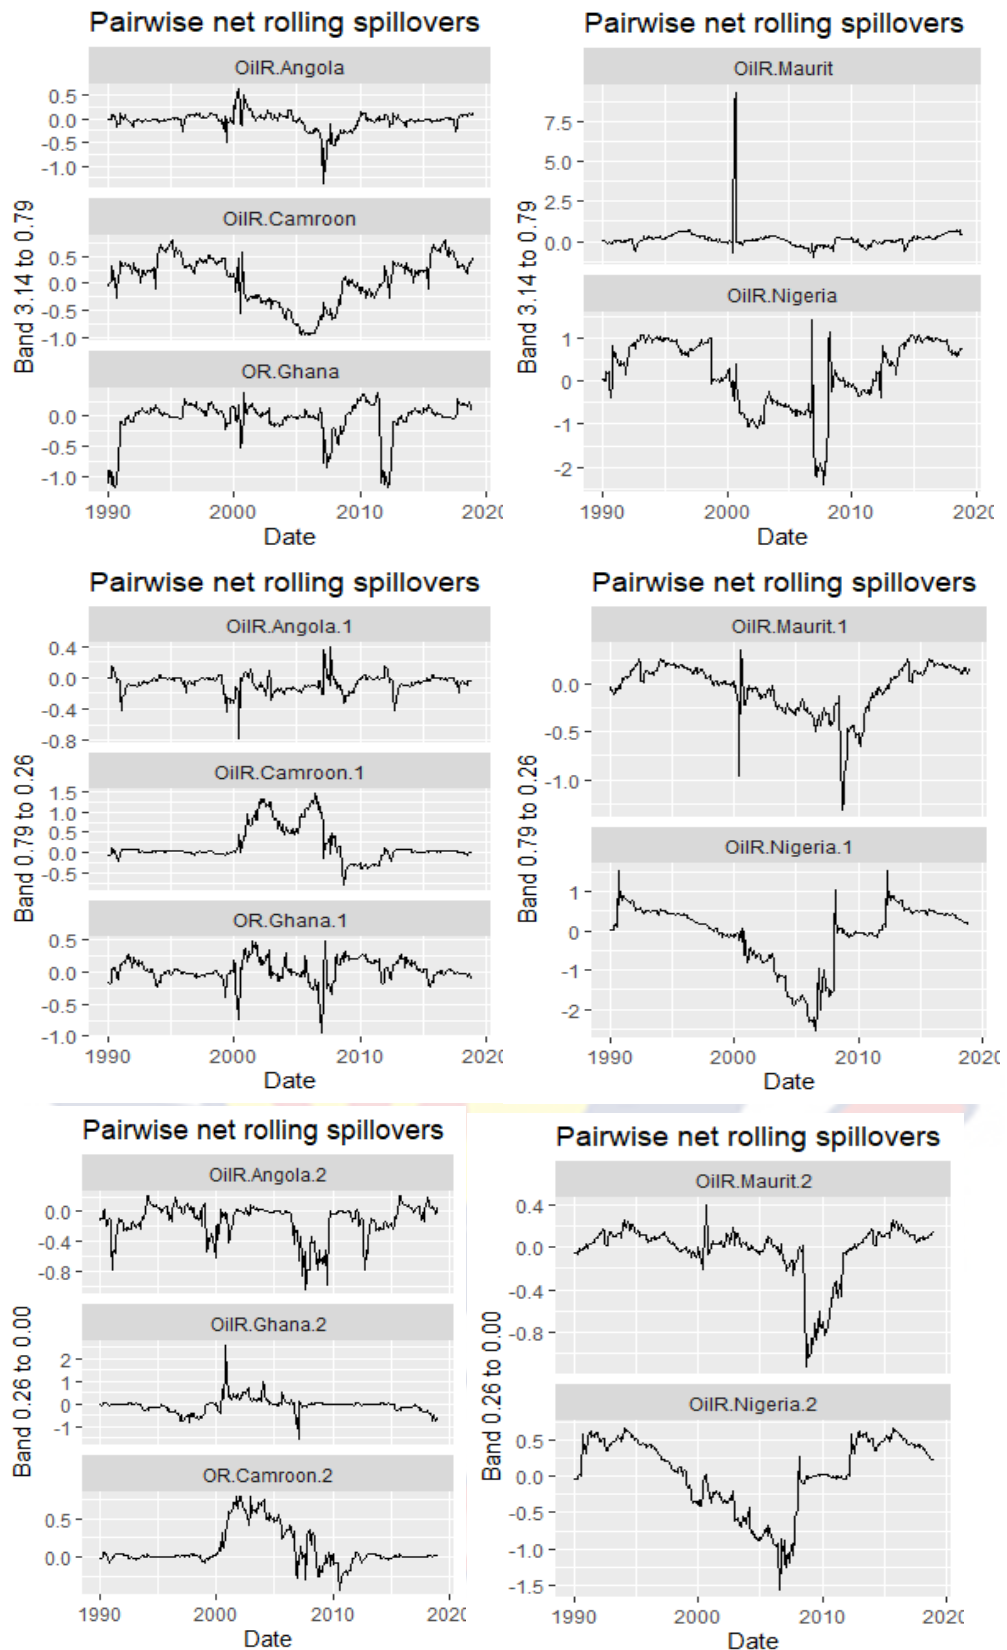 Pairwise net rolling spillovers
OilR.Angola
0.5
0.0
-0.5
-1.0
OilR.Camroon
0.5
0.0
-0.5
-1.0
OR.Ghana
0.0
-0.5
-1.0
Band 3.14 to 0.79
1990 2000 2010 2020
Date
Pairwise net rolling spillovers
OilR.Maurit
7.5
5.0
2.5
0.0
OilR.Nigeria
1
0
-1
-2
Band 3.14 to 0.79
1990 2000 2010 2020
Date
Pairwise net rolling spillovers
OilR.Angola.1
0.4
0.0
-0.4
-0.8
OilR.Camroon.1
1.5
1.0
0.5
0.0
-0.5
OR.Ghana.1
0.5
0.0
-0.5
-1.0
Band 0.79 to 0.26
1990 2000 2010 2020
Date
Pairwise net rolling spillovers
OilR.Maurit.1
0.0
-0.5
-1.0
OilR.Nigeria.1
1
0
-1
-2
1990 2000 2010 2020
Date
Pairwise net rolling spillovers
OilR.Angola.2
0.0
-0.4
-0.8
OilR.Ghana.2
2
1
0
-1
OR.Camroon.2
0.5
0.0
Band 0.26 to 0.00
1990 2000 2010 2020
Date
Pairwise net rolling spillovers
OilR.Maurit.2
0.4
0.0
-0.4
-0.8
OilR.Nigeria.2
0.5
0.0
-0.5
-1.0
-1.5
Band 0.26 to 0.00
1990 2000 2010 2020
Date
Band 0.79 to 0.26